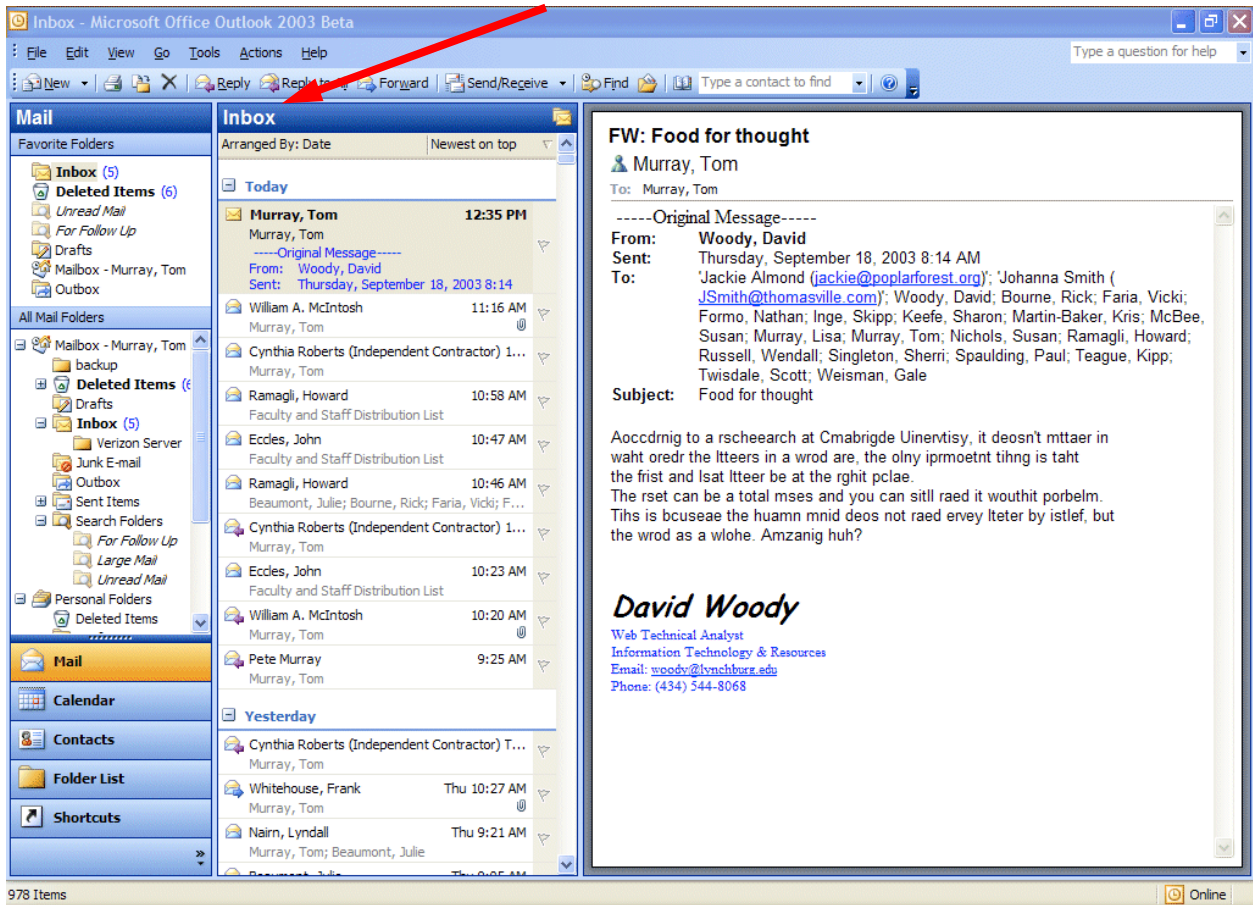 Inbox - Microsoft Office Outlook 2003 Beta
File Edit View Go Tools Actions Help
Type a question for help
New Reply Reply to Forward Send/Receive Find Type a contact to find
Mail
Favorite Folders
Inbox (5)
Deleted Items (6)
Unread Mail
For Follow Up
Drafts
Mailbox - Murray, Tom
Outbox
All Mail Folders
Mailbox - Murray, Tom
backup
Deleted Items (6
Drafts
Inbox (5)
Verizon Server
Junk E-mail
Outbox
Sent Items
Search Folders
For Follow Up
Large Mail
Unread Mail
Personal Folders
Deleted Items
Mail
Calendar
Contacts
Folder List
Shortcuts
Inbox
Arranged By: Date Newest on top
Today
Murray, Tom 12:35 PM
Murray, Tom
-----Original Message-----
From: Woody, David
Sent: Thursday, September 18, 2003 8:14
William A. McIntosh 11:16 AM
Murray, Tom
Cynthia Roberts (Independent Contractor) 1...
Murray, Tom
Ramagli, Howard 10:58 AM
Faculty and Staff Distribution List
Eccles, John 10:47 AM
Faculty and Staff Distribution List
Ramagli, Howard 10:46 AM
Beaumont, Julie; Bourne, Rick; Faria, Vicki; F...
Cynthia Roberts (Independent Contractor) 1...
Murray, Tom
Eccles, John 10:23 AM
Faculty and Staff Distribution List
William A. McIntosh 10:20 AM
Murray, Tom
Pete Murray 9:25 AM
Murray, Tom
Yesterday
Cynthia Roberts (Independent Contractor) T...
Murray, Tom
Whitehouse, Frank Thu 10:27 AM
Murray, Tom
Nairn, Lyndall Thu 9:21 AM
Murray, Tom; Beaumont, Julie
FW: Food for thought
Murray, Tom
To: Murray, Tom
-----Original Message-----
From: Woody, David
Sent: Thursday, September 18, 2003 8:14 AM
To: 'Jackie Almond (jackie@poplarforest.org)'; 'Johanna Smith (
JSmith@thomasville.com)'; Woody, David; Bourne, Rick; Faria, Vicki;
Formo, Nathan; Inge, Skipp; Keefe, Sharon; Martin-Baker, Kris; McBee,
Susan; Murray, Lisa; Murray, Tom; Nichols, Susan; Ramagli, Howard;
Russell, Wendall; Singleton, Sherri; Spaulding, Paul; Teague, Kipp;
Twisdale, Scott; Weisman, Gale
Subject: Food for thought
Aoccdrnig to a rscheearch at Cmabrigde Uinervtisy, it deosn't mttaer in
waht oredr the ltteers in a wrod are, the olny iprmoetnt tihng is taht
the frist and lsat ltteer be at the rghit pclae.
The rset can be a total mses and you can sitll raed it wouthit porbelm.
Tihs is bcuseae the huamn mnid deos not raed ervey lteter by istlef, but
the wrod as a wlohe. Amzanig huh?
David Woody
Web Technical Analyst
Information Technology & Resources
Email: woody@lynchburg.edu
Phone: (434) 544-8068
978 Items
Online